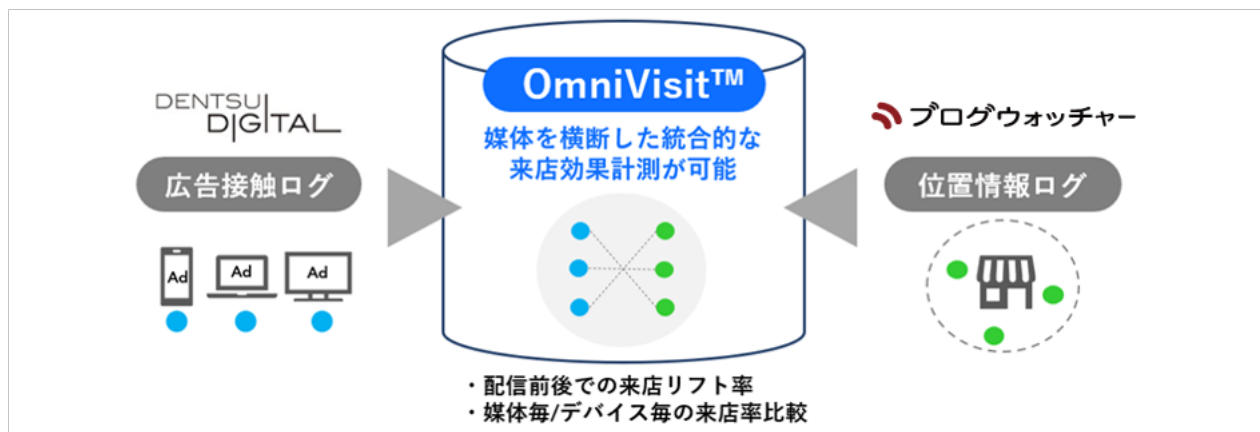 DENTSU
DIGITAL
広告接触ログ
Ad
Ad
Ad
OmniVisit™
媒体を横断した統合的な
来店効果計測が可能
・配信前後での来店リフト率
・媒体毎/デバイス毎の来店率比較
ブログウォッチャー
位置情報ログ